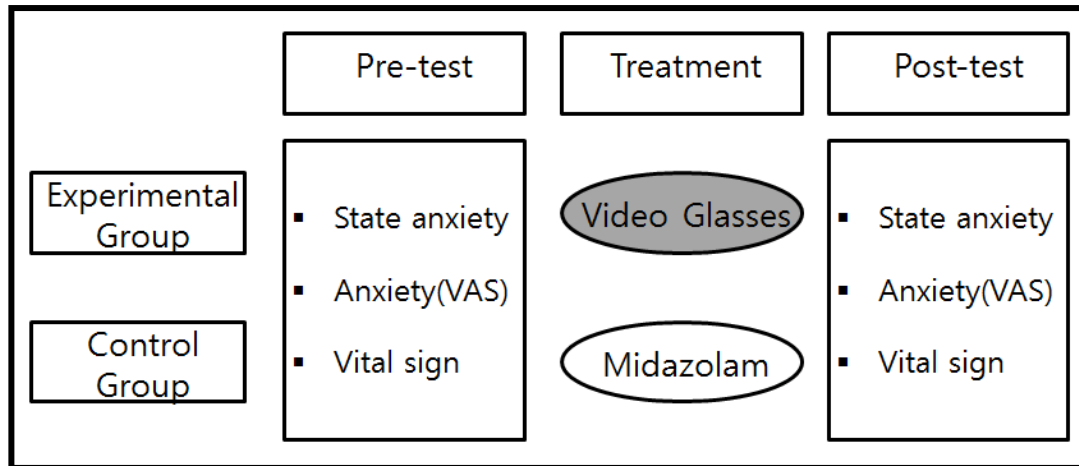 Pre-test
Treatment
Post-test
Experimental
Group
▪ State anxiety
Video Glasses
▪ State anxiety
▪ Anxiety(VAS)
▪ Anxiety(VAS)
Control
Group
▪ Vital sign
Midazolam
▪ Vital sign